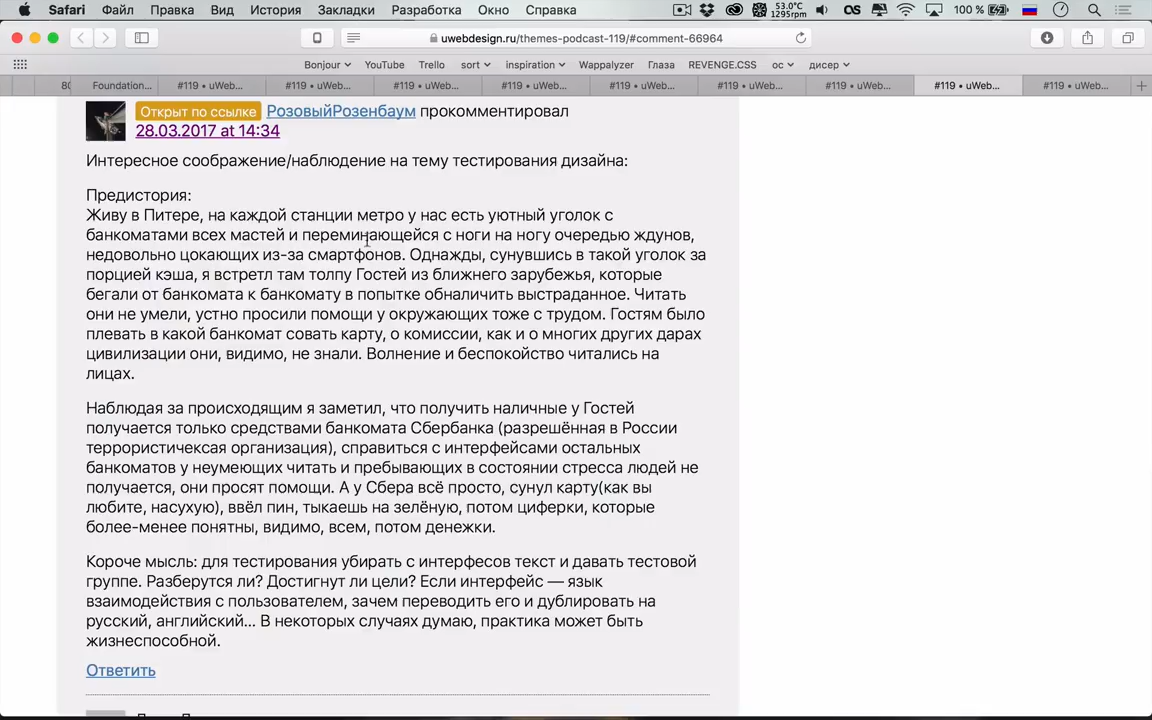 Safari Файл Правка Вид История Закладки Разработка Окно Справка 53.0°C 1295rpm 100 %
uwebdesign.ru/themes-podcast-119/#comment-66964
Bonjour YouTube Trello sort inspiration Wappalyzer Глаза REVENGE.CSS ос дисер
80 Foundation... #119 • uWeb... #119 • uWeb... #119 • uWeb... #119 • uWeb... #119 • uWeb... #119 • uWeb... #119 • uWeb... #119 • uWeb... #119 • uWeb...
Открыт по ссылке РозовыйРозенбаум прокомментировал
28.03.2017 at 14:34
Интересное соображение/наблюдение на тему тестирования дизайна:
Предистория:
Живу в Питере, на каждой станции метро у нас есть уютный уголок с
банкоматами всех мастей и переминающейся с ноги на ногу очередью ждунов,
недовольно цокающих из-за смартфонов. Однажды, сунувшись в такой уголок за
порцией кэша, я встретл там толпу Гостей из ближнего зарубежья, которые
бегали от банкомата к банкомату в попытке обналичить выстраданное. Читать
они не умели, устно просили помощи у окружающих тоже с трудом. Гостям было
плевать в какой банкомат совать карту, о комиссии, как и о многих других дарах
цивилизации они, видимо, не знали. Волнение и беспокойство читались на
лицах.
Наблюдая за происходящим я заметил, что получить наличные у Гостей
получается только средствами банкомата Сбербанка (разрешённая в России
террористичексая организация), справиться с интерфейсами остальных
банкоматов у неумеющих читать и пребывающих в состоянии стресса людей не
получается, они просят помощи. А у Сбера всё просто, сунул карту(как вы
любите, насухую), ввёл пин, тыкаешь на зелёную, потом циферки, которые
более-менее понятны, видимо, всем, потом денежки.
Короче мысль: для тестирования убирать с интерфесов текст и давать тестовой
группе. Разберутся ли? Достигнут ли цели? Если интерфейс — язык
взаимодействия с пользователем, зачем переводить его и дублировать на
русский, английский... В некоторых случаях думаю, практика может быть
жизнеспособной.
Ответить